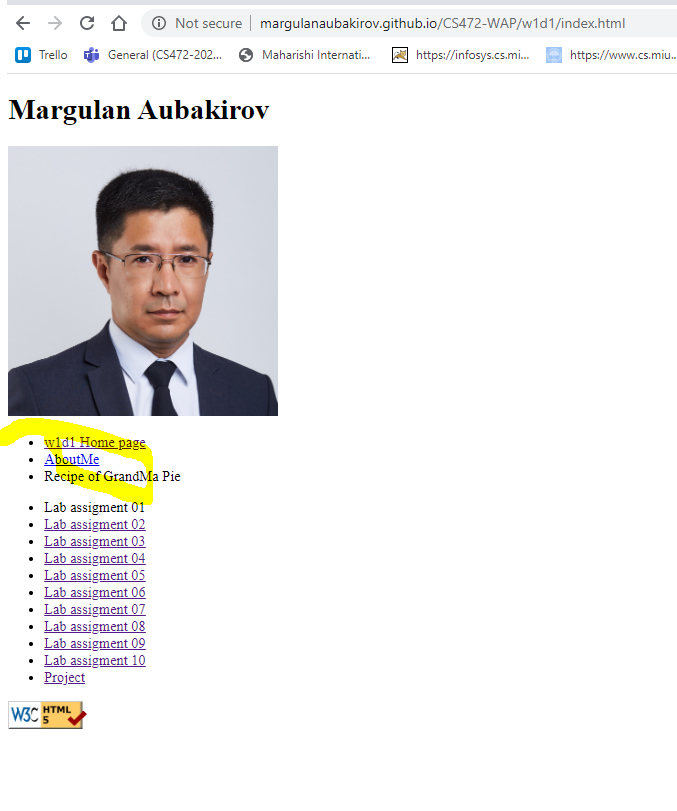 Not secure | margulanaubakirov.github.io/CS472-WAP/w1d1/index.html
Trello General (CS472-202... Maharishi Internati... https://infosys.cs.mi... https://www.cs.miu...
Margulan Aubakirov
w1d1 Home page
AboutMe
Recipe of GrandMa Pie
Lab assigment 01
Lab assigment 02
Lab assigment 03
Lab assigment 04
Lab assigment 05
Lab assigment 06
Lab assigment 07
Lab assigment 08
Lab assigment 09
Lab assigment 10
Project
W3C HTML
5